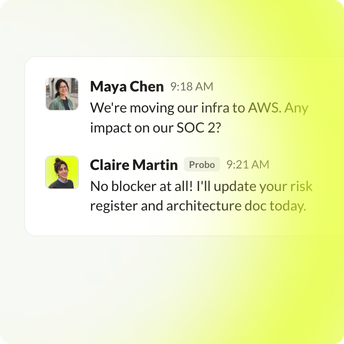 Maya Chen 9:18 AM
We're moving our infra to AWS. Any
impact on our SOC 2?
Claire Martin Probo 9:21 AM
No blocker at all! I'll update your risk
register and architecture doc today.